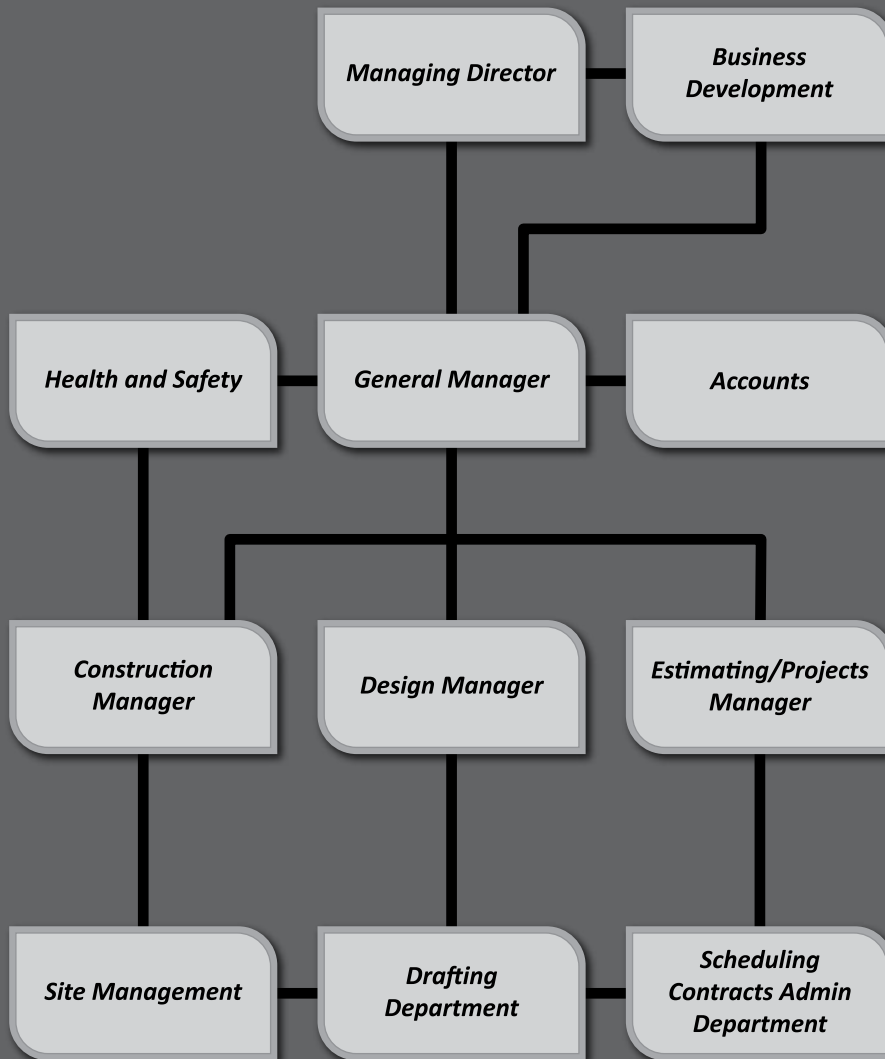 Managing Director
Business
Development
Health and Safety
General Manager
Accounts
Construction
Manager
Design Manager
Estimating/Projects
Manager
Site Management
Drafting
Department
Scheduling
Contracts Admin
Department